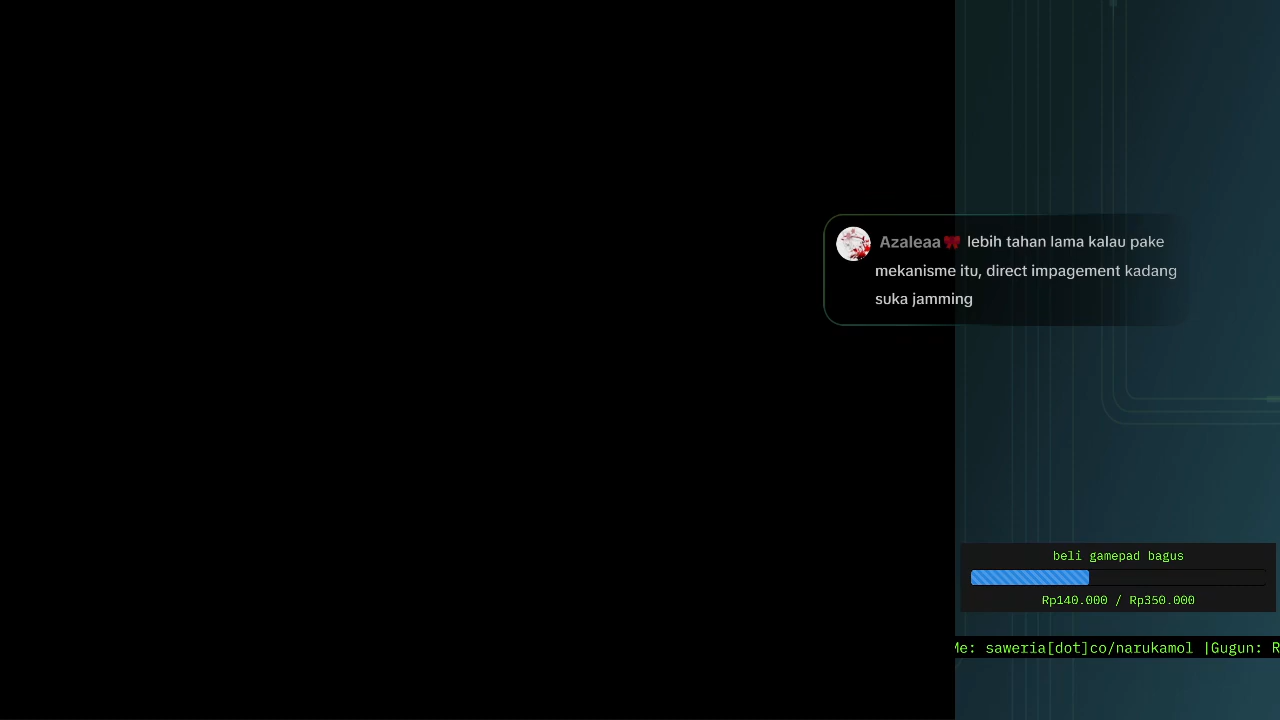 Azaleaa lebih tahan lama kalau pake
mekanisme itu, direct impagement kadang
suka jamming
beli gamepad bagus
Rp140.000 / Rp350.000
Me: saweria[dot]co/narukamol |Gugun: R